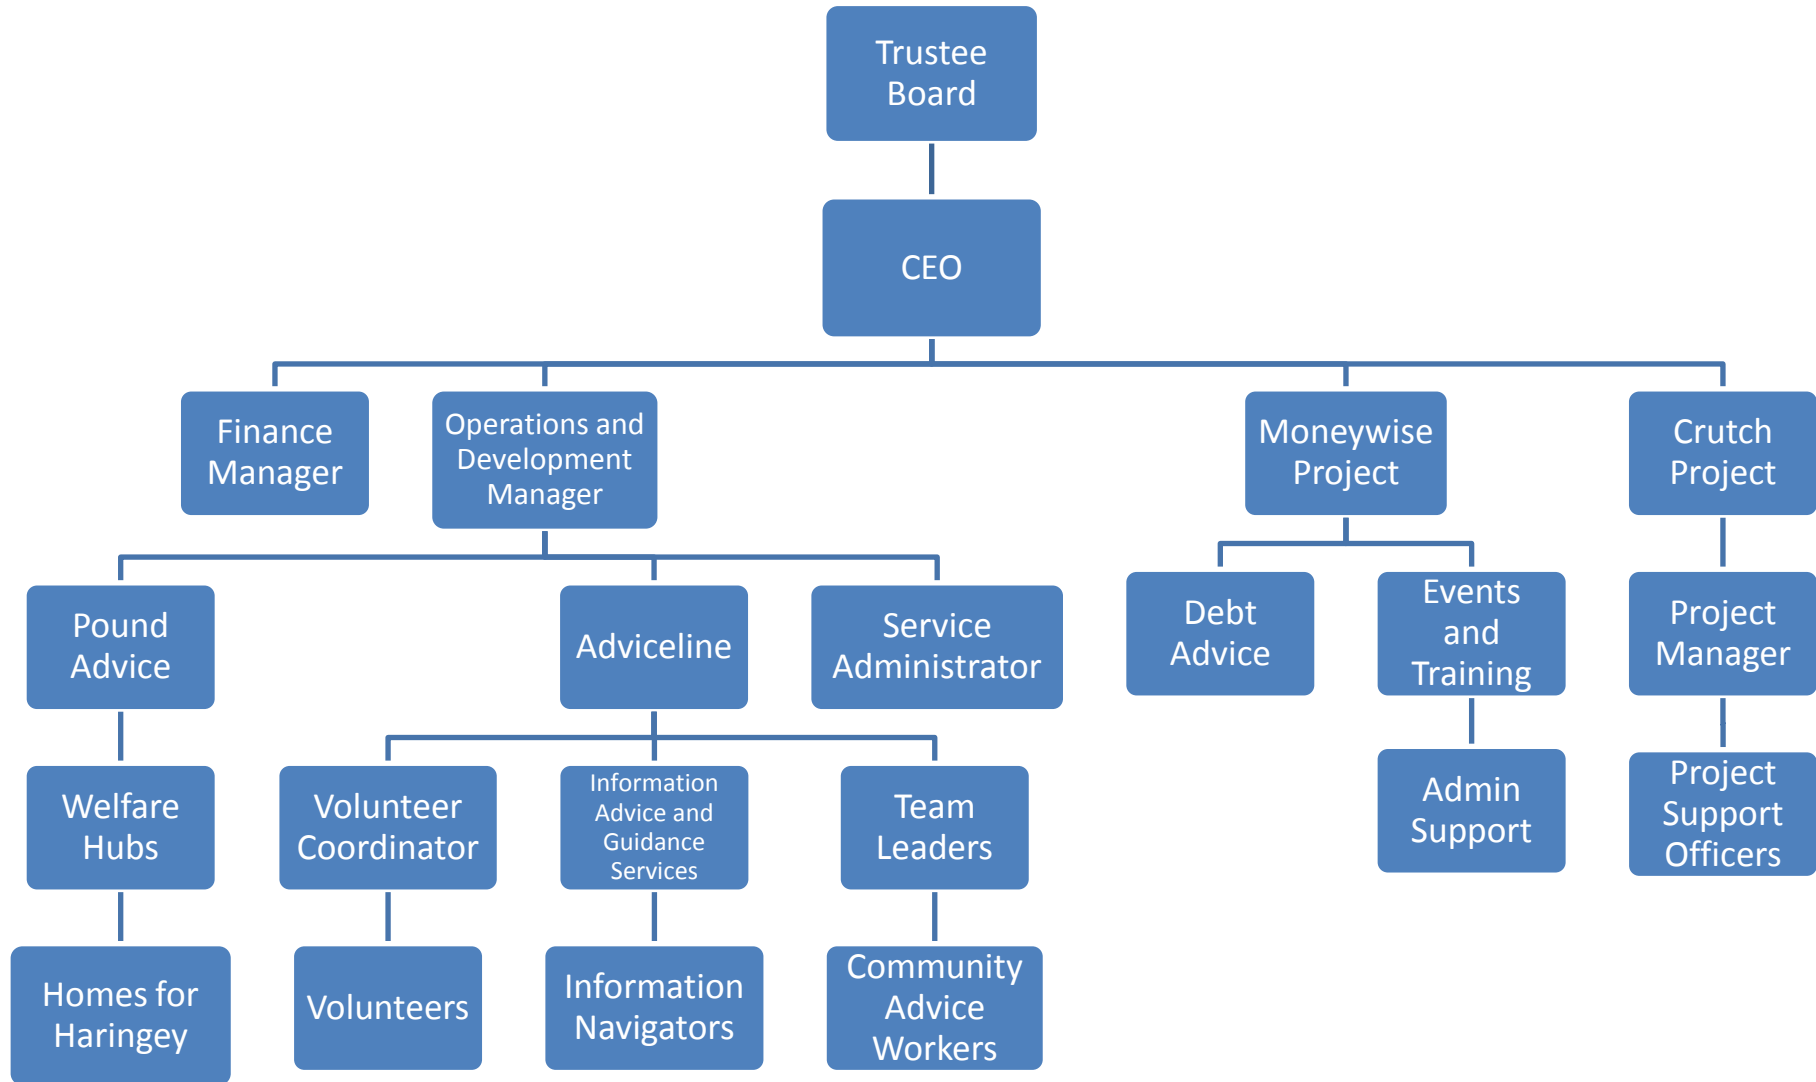 Trustee
Board
CEO
Finance
Manager
Operations and
Development
Manager
Moneywise
Project
Crutch
Project
Pound
Advice
Adviceline
Service
Administrator
Debt
Advice
Events
and
Training
Project
Manager
Welfare
Hubs
Volunteer
Coordinator
Information
Advice and
Guidance
Services
Team
Leaders
Admin
Support
Project
Support
Officers
Homes for
Haringey
Volunteers
Information
Navigators
Community
Advice
Workers